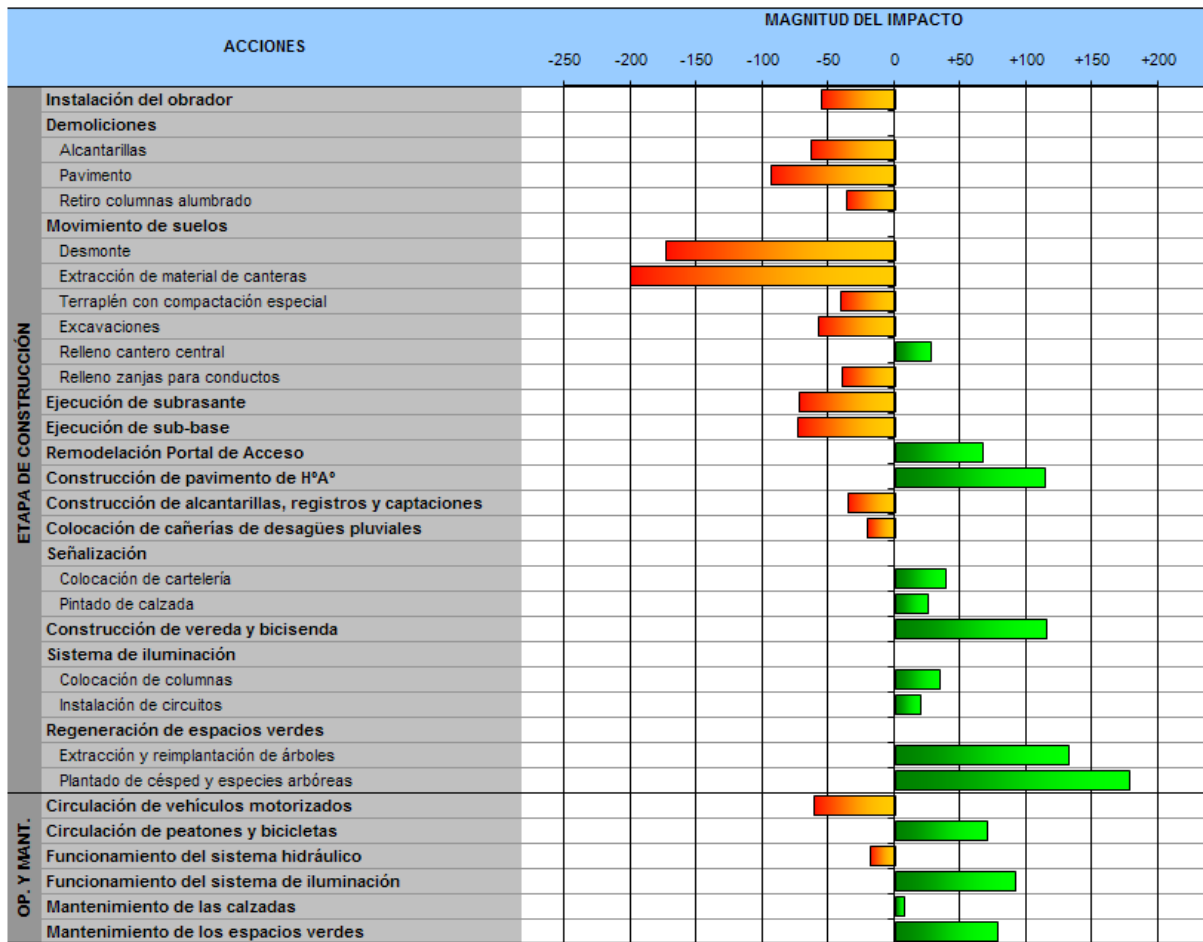 MAGNITUD DEL IMPACTO
ACCIONES
-250 -200 -150 -100 -50 0 +50 +100 +150 +200
ETAPA DE CONSTRUCCIÓN
Instalación del obrador
Demoliciones
Alcantarillas
Pavimento
Retiro columnas alumbrado
Movimiento de suelos
Desmonte
Extracción de material de canteras
Terraplén con compactación especial
Excavaciones
Relleno cantero central
Relleno zanjas para conductos
Ejecución de subrasante
Ejecución de sub-base
Remodelación Portal de Acceso
Construcción de pavimento de HºAº
Construcción de alcantarillas, registros y captaciones
Colocación de cañerías de desagües pluviales
Señalización
Colocación de cartelería
Pintado de calzada
Construcción de vereda y bicisenda
Sistema de iluminación
Colocación de columnas
Instalación de circuitos
Regeneración de espacios verdes
Extracción y reimplantación de árboles
Plantado de césped y especies arbóreas
OP. Y MANT.
Circulación de vehículos motorizados
Circulación de peatones y bicicletas
Funcionamiento del sistema hidráulico
Funcionamiento del sistema de iluminación
Mantenimiento de las calzadas
Mantenimiento de los espacios verdes